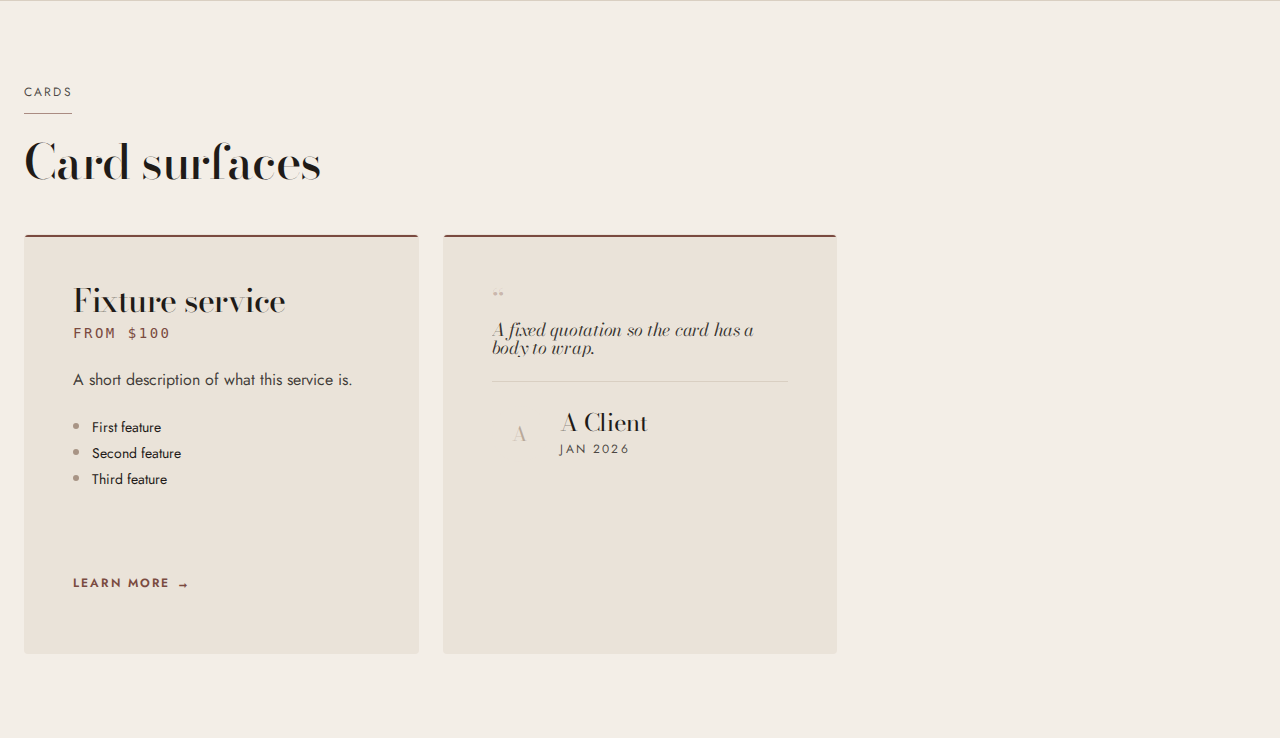 CARDS
Card surfaces
Fixture service
FROM $100
A short description of what this service is.
First feature
Second feature
Third feature
LEARN MORE →
"
A fixed quotation so the card has a
body to wrap.
A
A Client
JAN 2026